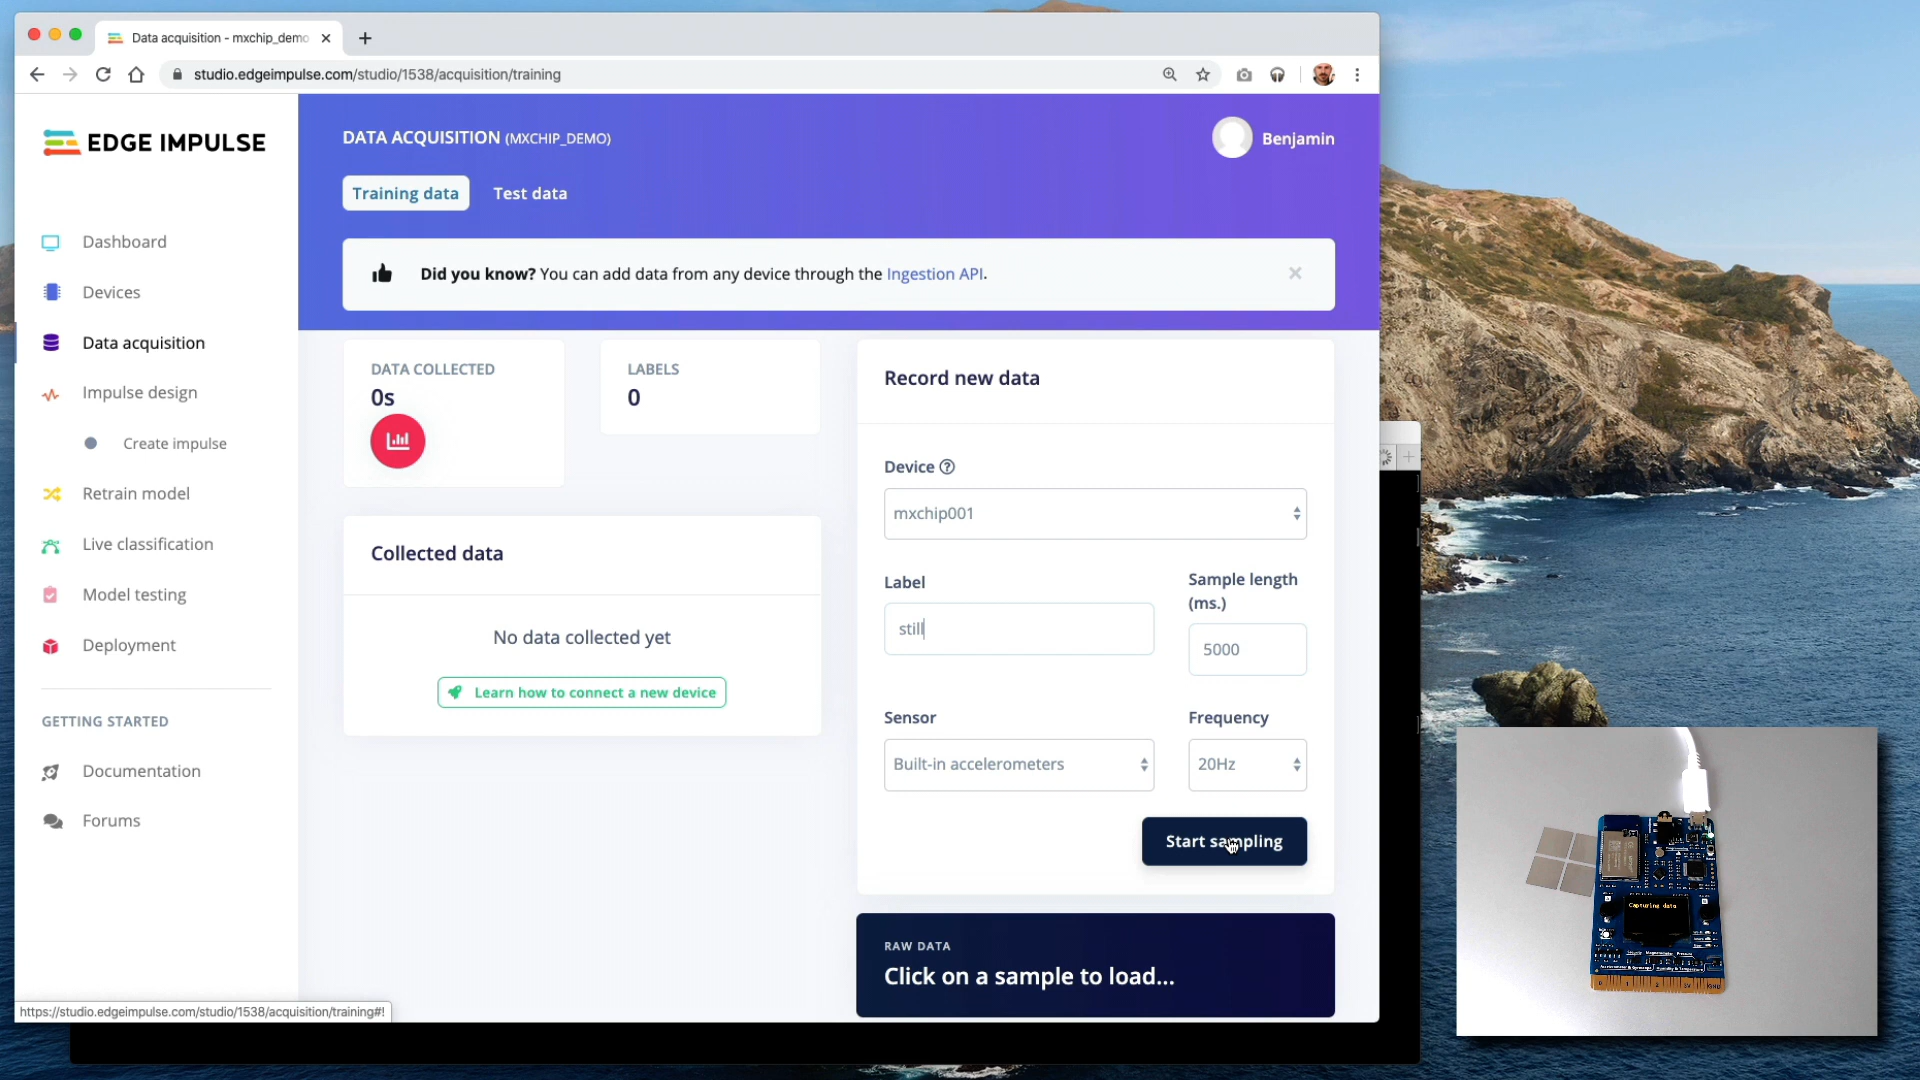 Data acquisition - mxchip_demo
studio.edgeimpulse.com/studio/1538/acquisition/training
EDGE IMPULSE
Dashboard
Devices
Data acquisition
Impulse design
Create impulse
Retrain model
Live classification
Model testing
Deployment
GETTING STARTED
Documentation
Forums
DATA ACQUISITION (MXCHIP_DEMO)
Benjamin
Training data
Test data
Did you know? You can add data from any device through the Ingestion API.
DATA COLLECTED
0s
LABELS
0
Collected data
No data collected yet
Learn how to connect a new device
Record new data
Device
mxchip001
Label
still
Sample length
(ms.)
5000
Sensor
Built-in accelerometers
Frequency
20Hz
Start sampling
RAW DATA
Click on a sample to load...
https://studio.edgeimpulse.com/studio/1538/acquisition/training#!
Capturing data